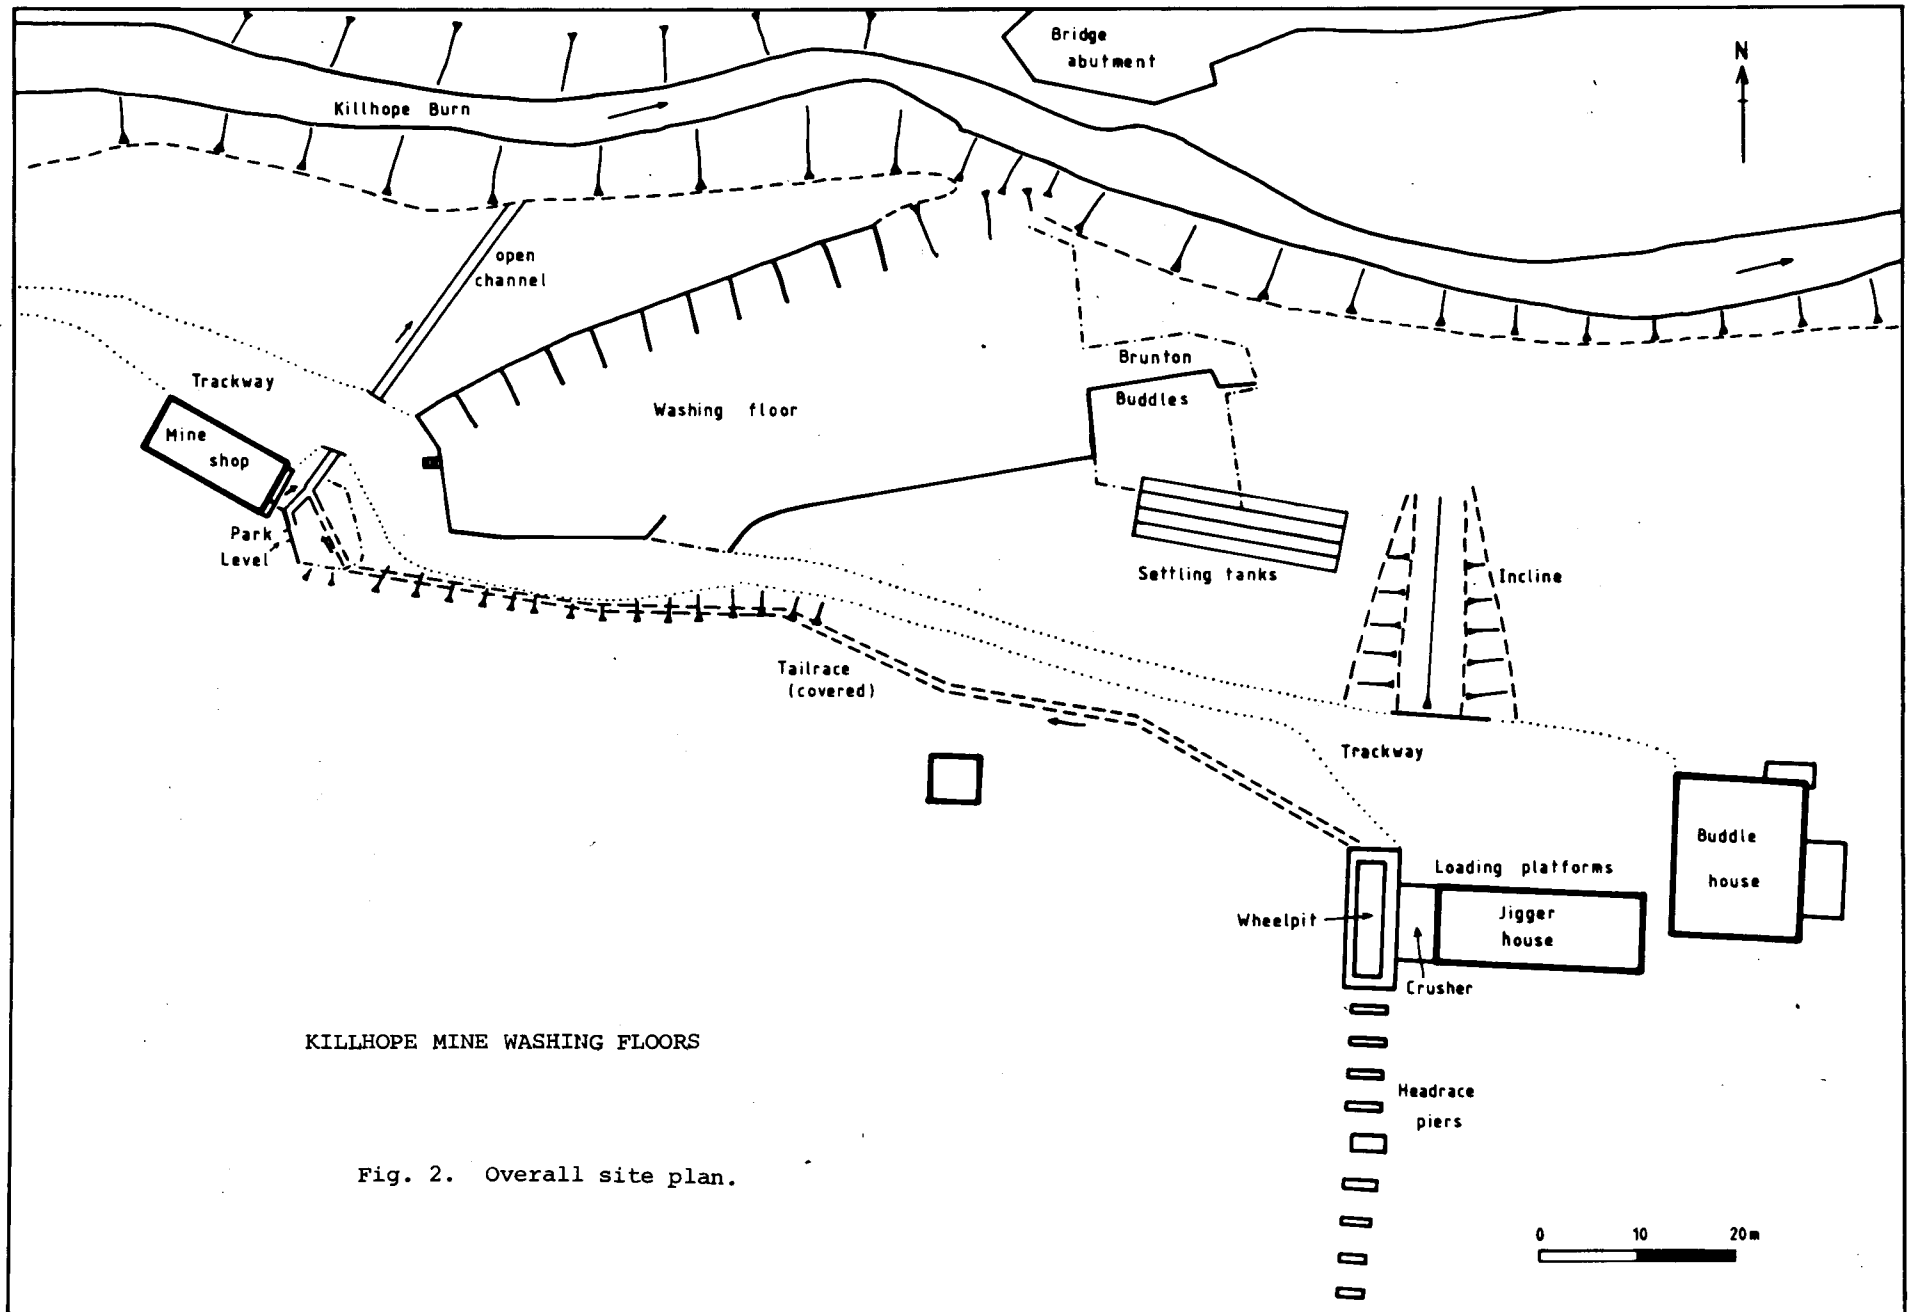 Bridge
abutment
N
Killhope Burn
open
channel
Trackway
Mine
shop
Washing floor
Brunton
Buddles
Park
Level
Settling tanks
Incline
Tailrace
(covered)
Trackway
Buddle
house
Loading platforms
Jigger
house
Wheelpit
Crusher
Headrace
piers
KILLHOPE MINE WASHING FLOORS
Fig. 2. Overall site plan.
0 10 20m